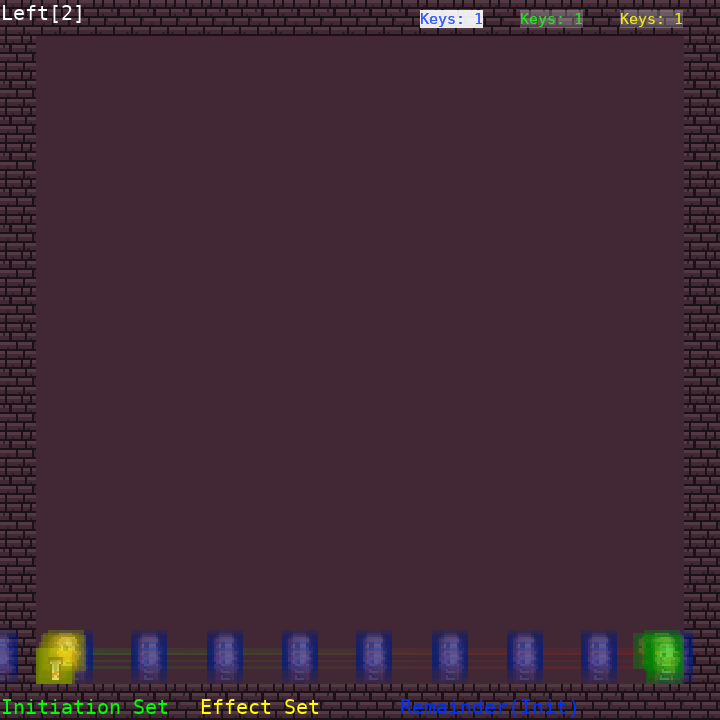 Left[2]
Keys: 1 Keys: 1 Keys: 1
Initiation Set Effect Set Remainder(Init)